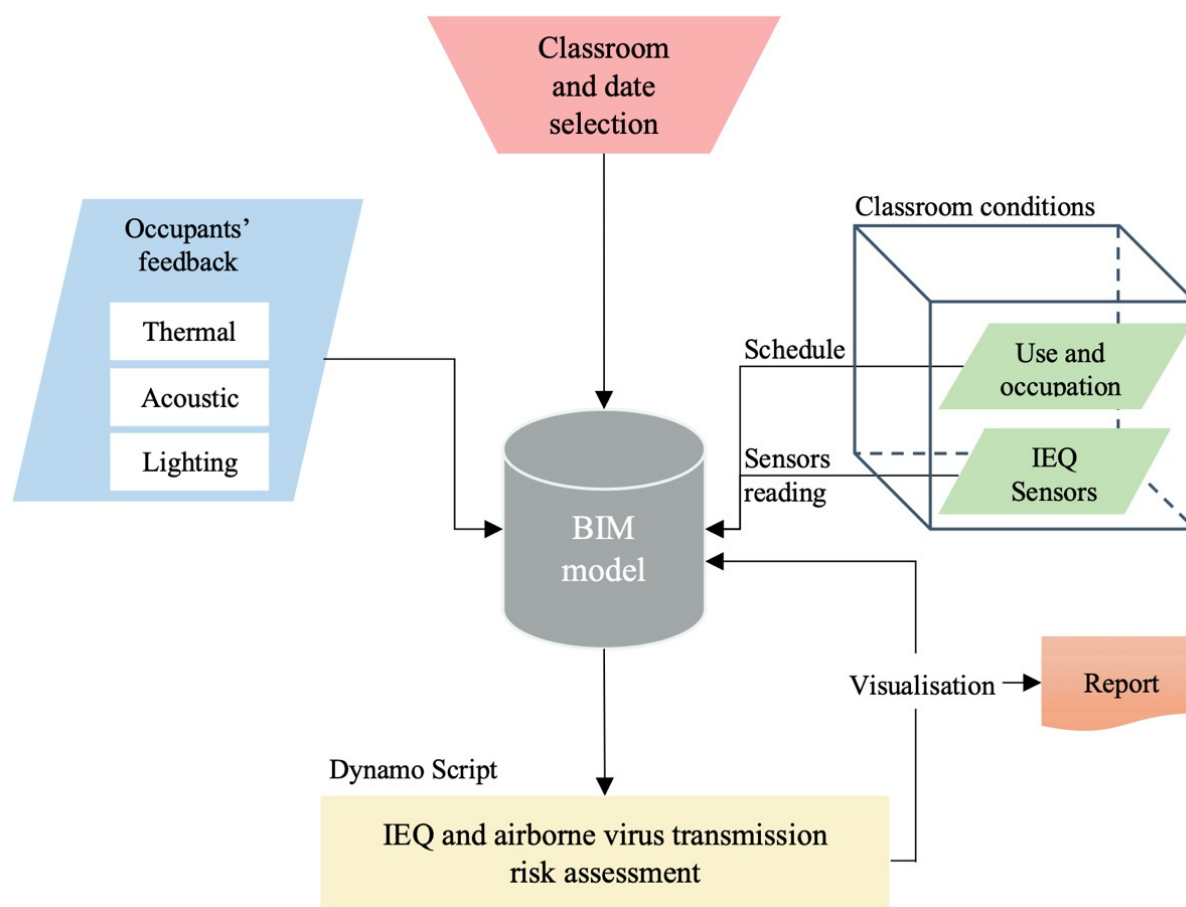 Classroom
and date
selection
Occupants’
feedback
Thermal
Acoustic
Lighting
Classroom conditions
Schedule
Use and
occupation
Sensors
reading
IEQ
Sensors
BIM
model
Visualisation
Report
Dynamo Script
IEQ and airborne virus transmission
risk assessment